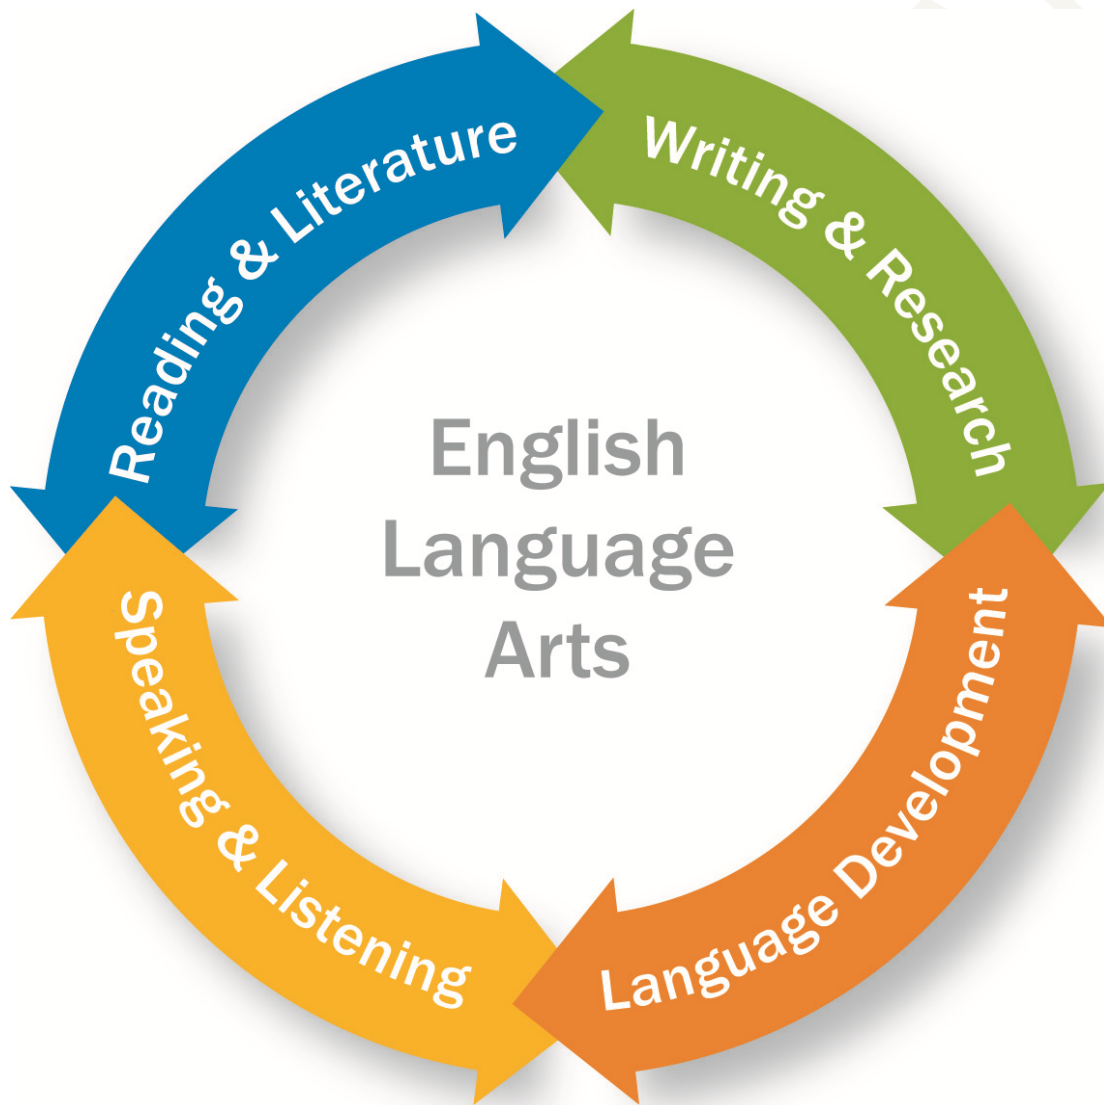 Reading & Literature
Writing & Research
English
Language
Arts
Speaking & Listening
Language Development